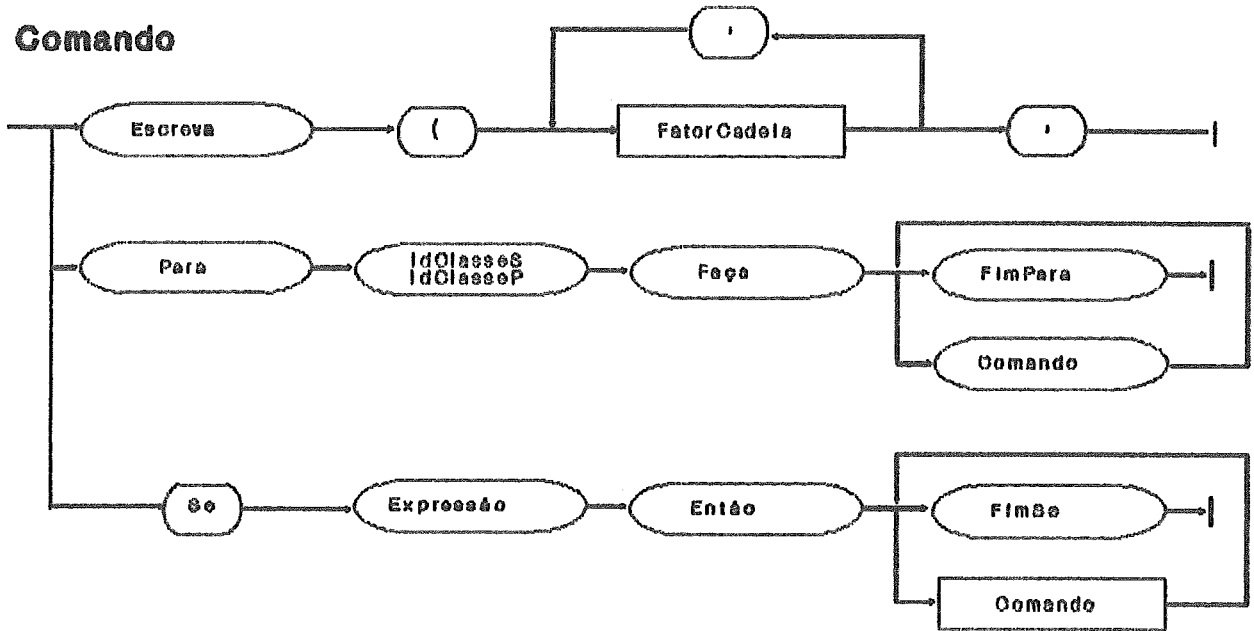 Comando
,
Escreva
(
FatorCadeia
,
Para
IdClasseS
IdClasseP
Faça
FimPara
Comando
Se
Expressão
Então
FimSe
Comando